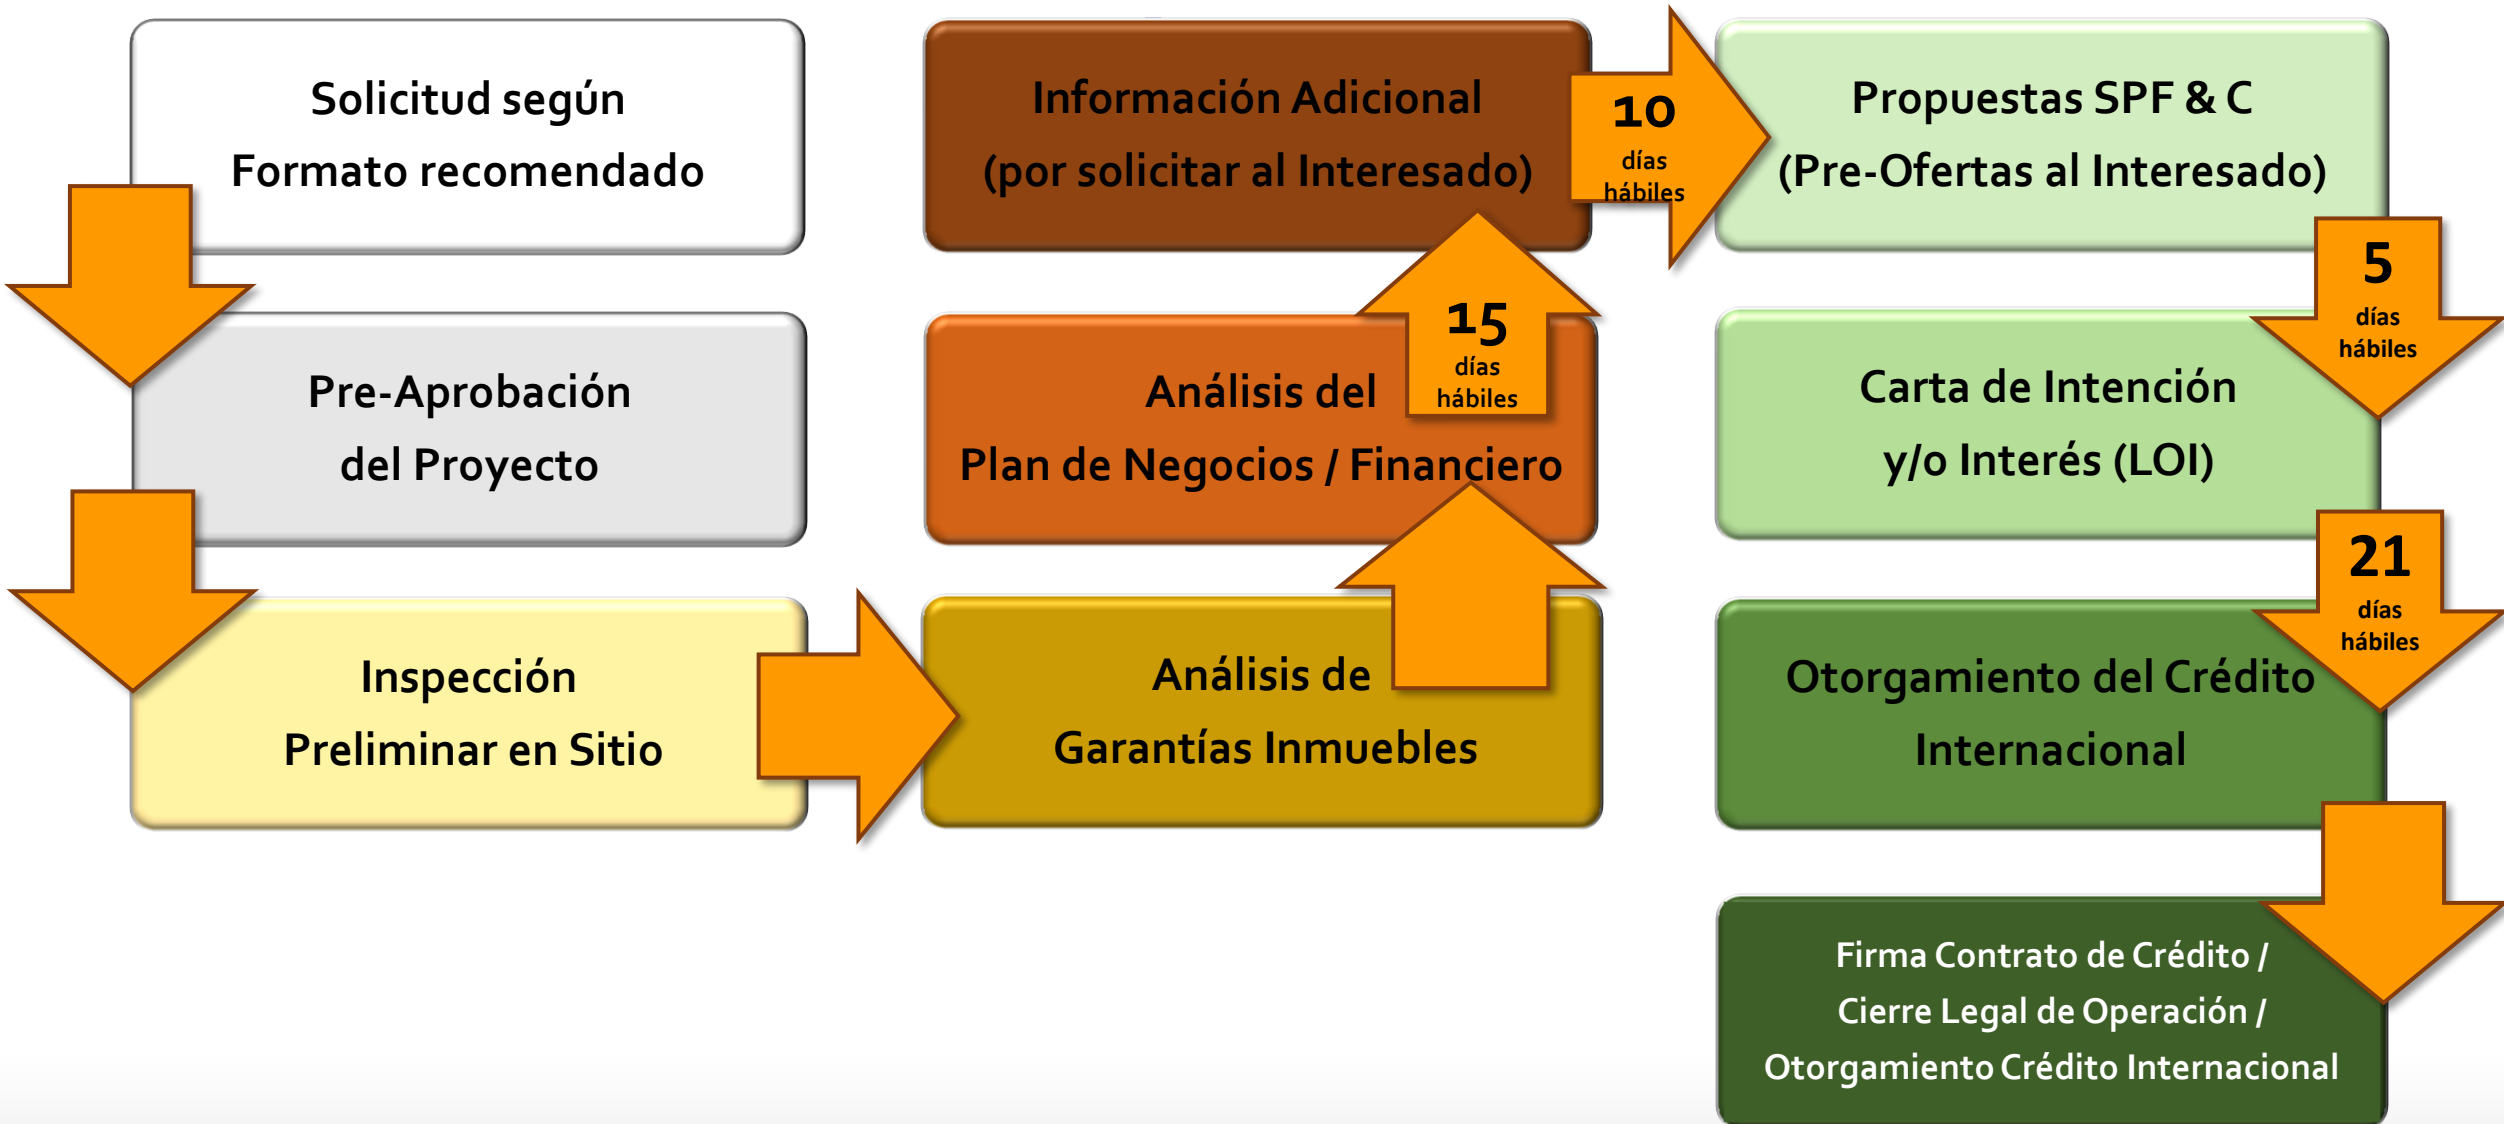 Solicitud según
Formato recomendado
Pre-Aprobación
del Proyecto
Inspección
Preliminar en Sitio
Análisis de
Garantías Inmuebles
Análisis del
Plan de Negocios / Financiero
15
días
hábiles
Información Adicional
(por solicitar al Interesado)
10
días
hábiles
Propuestas SPF & C
(Pre-Ofertas al Interesado)
5
días
hábiles
Carta de Intención
y/o Interés (LOI)
21
días
hábiles
Otorgamiento del Crédito
Internacional
Firma Contrato de Crédito /
Cierre Legal de Operación /
Otorgamiento Crédito Internacional